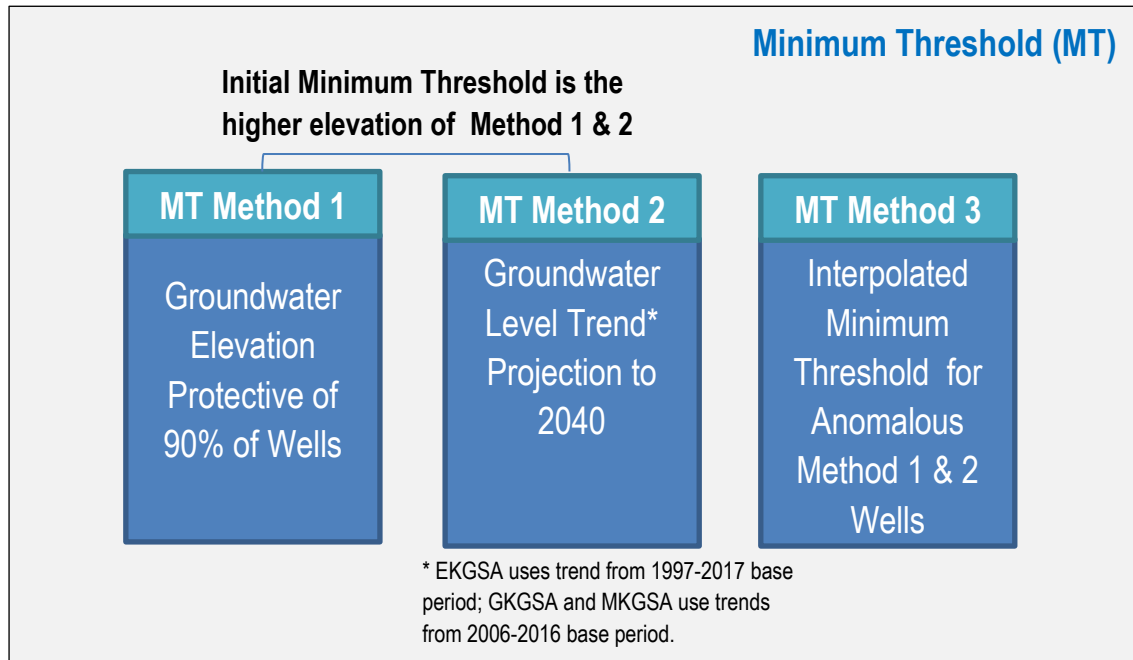 Minimum Threshold (MT)
Initial Minimum Threshold is the
higher elevation of Method 1 & 2
MT Method 1
Groundwater
Elevation
Protective of
90% of Wells
MT Method 2
Groundwater
Level Trend*
Projection to
2040
MT Method 3
Interpolated
Minimum
Threshold for
Anomalous
Method 1 & 2
Wells
* EKGSA uses trend from 1997-2017 base
period; GKGSA and MKGSA use trends
from 2006-2016 base period.